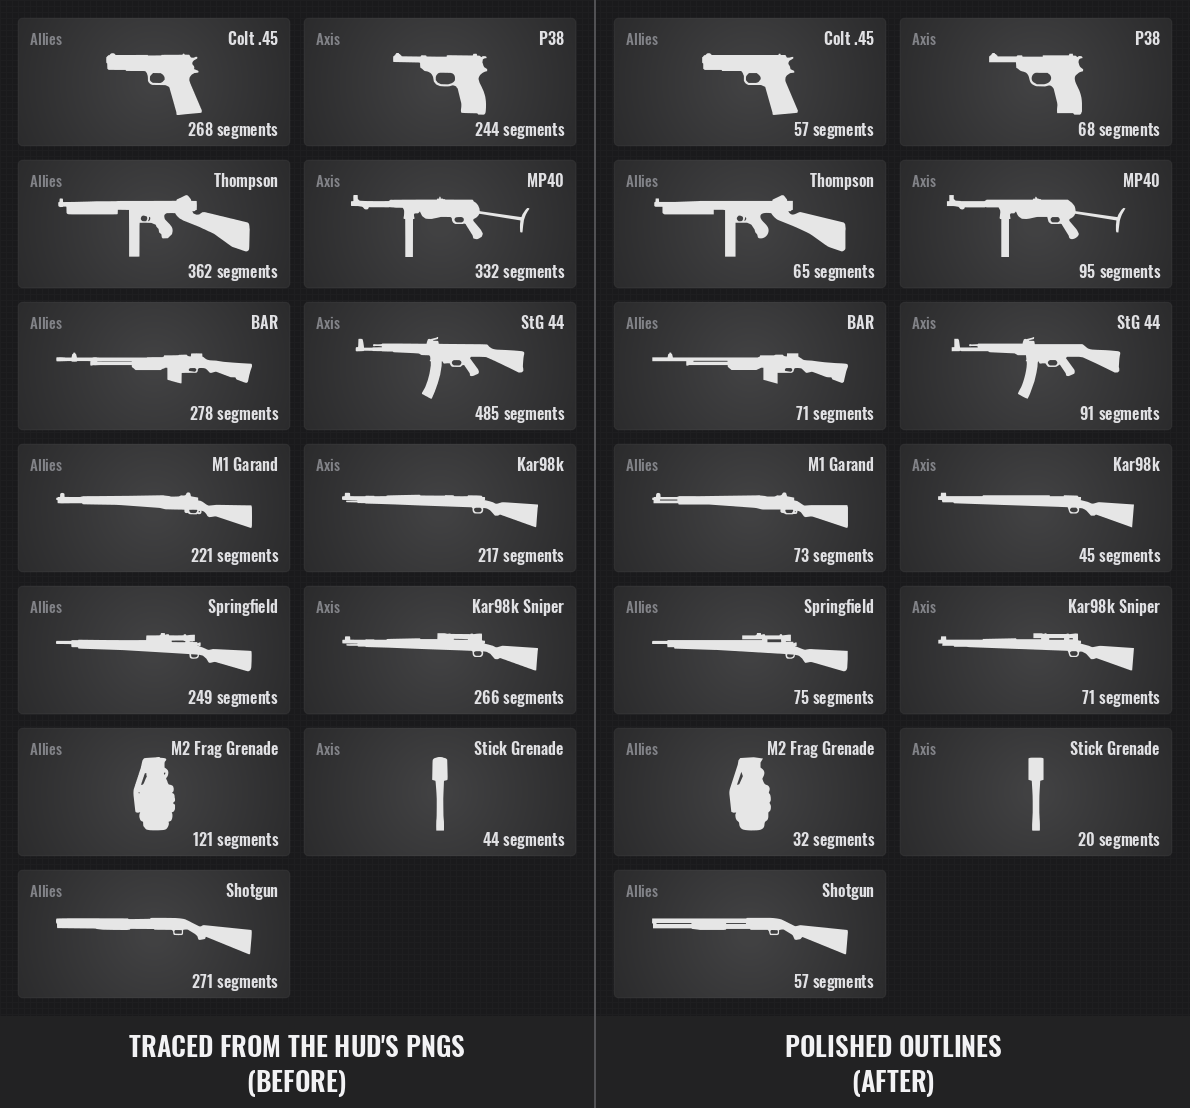 Allies
Colt .45
268 segments
Axis
P38
244 segments
Allies
Thompson
362 segments
Axis
MP40
332 segments
Allies
BAR
278 segments
Axis
StG 44
485 segments
Allies
M1 Garand
221 segments
Axis
Kar98k
217 segments
Allies
Springfield
249 segments
Axis
Kar98k Sniper
266 segments
Allies
M2 Frag Grenade
121 segments
Axis
Stick Grenade
44 segments
Allies
Shotgun
271 segments
TRACED FROM THE HUD'S PNGS
(BEFORE)
Allies
Colt .45
57 segments
Axis
P38
68 segments
Allies
Thompson
65 segments
Axis
MP40
95 segments
Allies
BAR
71 segments
Axis
StG 44
91 segments
Allies
M1 Garand
73 segments
Axis
Kar98k
45 segments
Allies
Springfield
75 segments
Axis
Kar98k Sniper
71 segments
Allies
M2 Frag Grenade
32 segments
Axis
Stick Grenade
20 segments
Allies
Shotgun
57 segments
POLISHED OUTLINES
(AFTER)